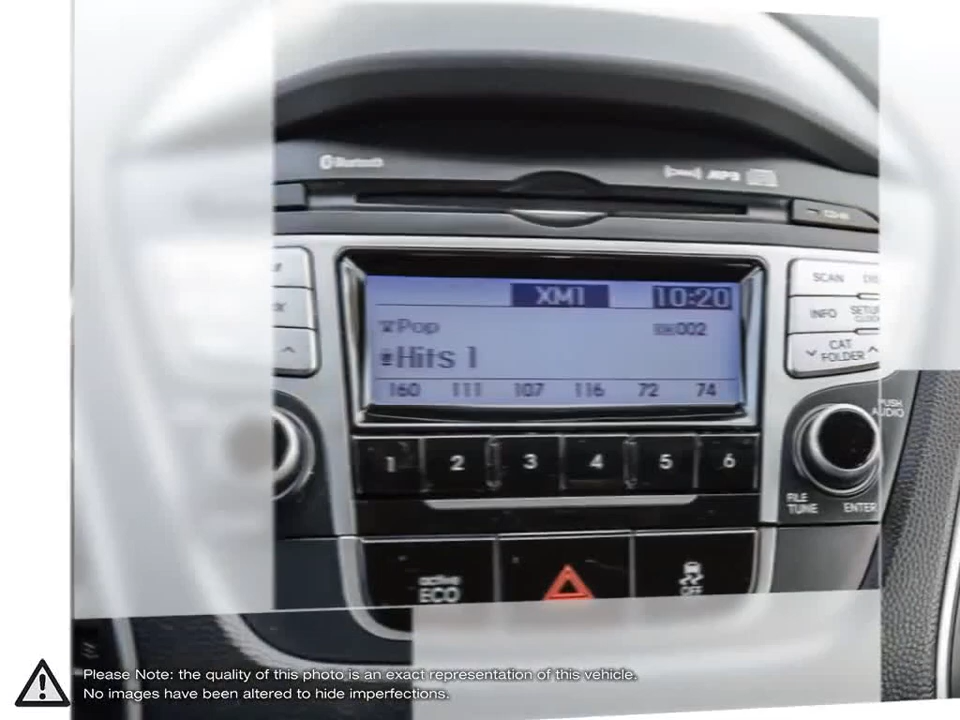 Bluetooth
MP3
SCAN
XM1 10:20
INFO
Pop 002
CAT
FOLDER
Hits 1
160 111 107 116 72 74
PUSH
AUDIO
1 2 3 4 5 6
FILE
TUNE ENTER
active
ECO
OFF
Please Note: the quality of this photo is an exact representation of this vehicle.
No images have been altered to hide imperfections.